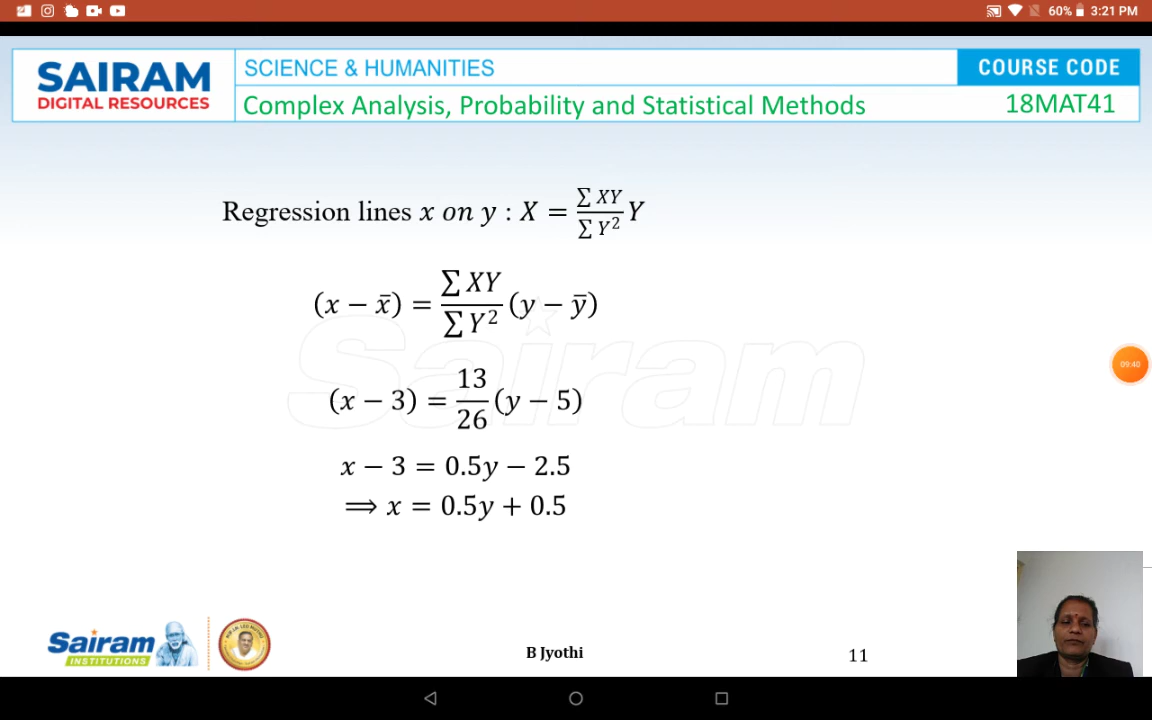 60% 3:21 PM
SAIRAM
DIGITAL RESOURCES
SCIENCE & HUMANITIES
COURSE CODE
Complex Analysis, Probability and Statistical Methods
18MAT41
Regression lines x on y : X = ∑ XY / ∑ Y² Y
(x − x̄) = ∑ XY / ∑ Y² (y − ȳ)
(x − 3) = 13/26 (y − 5)
x − 3 = 0.5y − 2.5
⟹ x = 0.5y + 0.5
Sairam
09:40
Sairam
INSTITUTIONS
B Jyothi
11